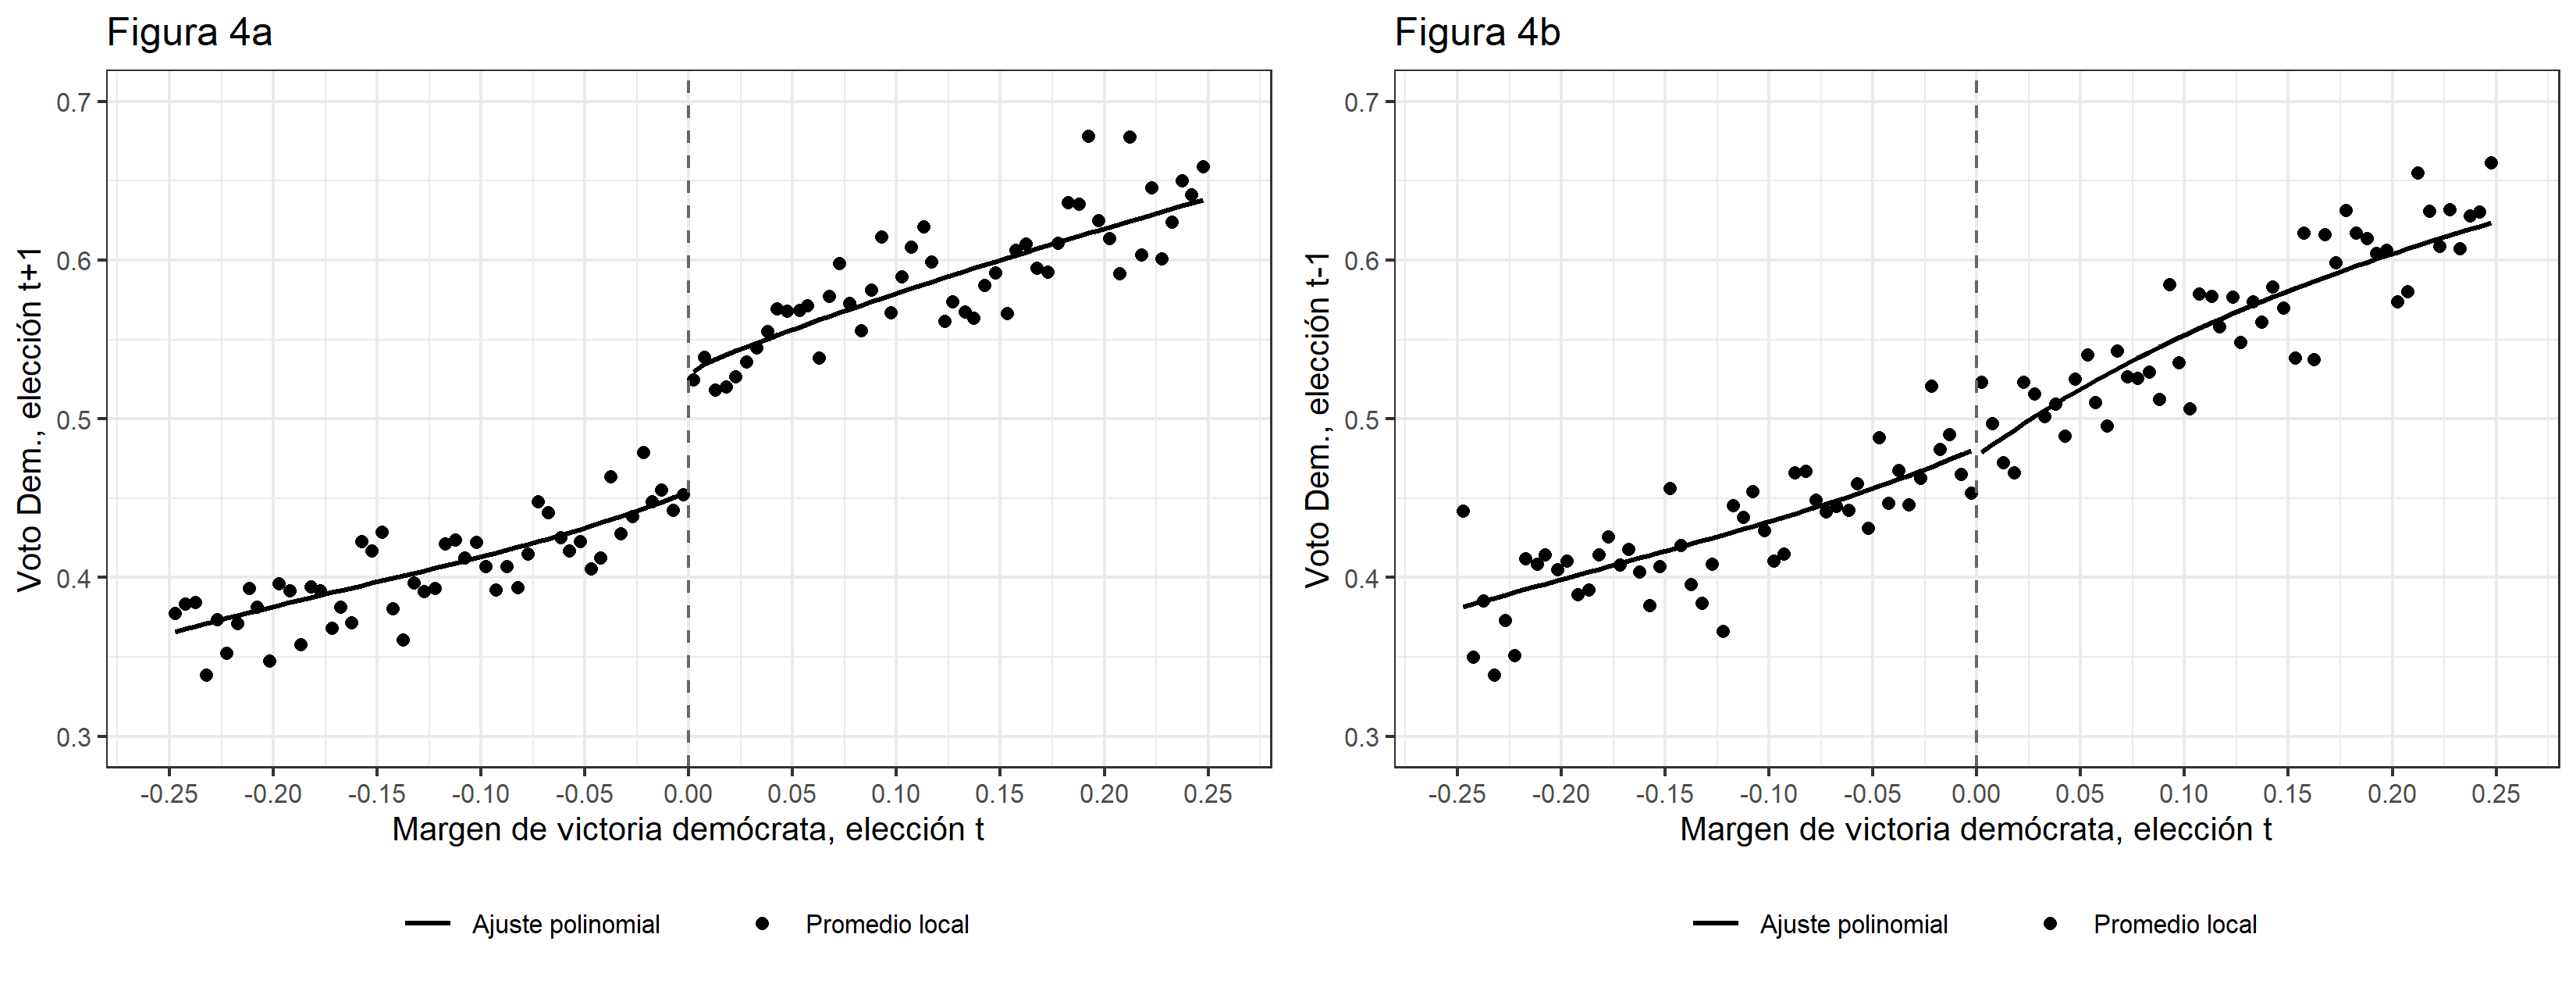 Figura 4a
Voto Dem., elección t+1
0.7
0.6
0.5
0.4
0.3
-0.25 -0.20 -0.15 -0.10 -0.05 0.00 0.05 0.10 0.15 0.20 0.25
Margen de victoria demócrata, elección t
Ajuste polinomial Promedio local
Figura 4b
Voto Dem., elección t-1
0.7
0.6
0.5
0.4
0.3
-0.25 -0.20 -0.15 -0.10 -0.05 0.00 0.05 0.10 0.15 0.20 0.25
Margen de victoria demócrata, elección t
Ajuste polinomial Promedio local